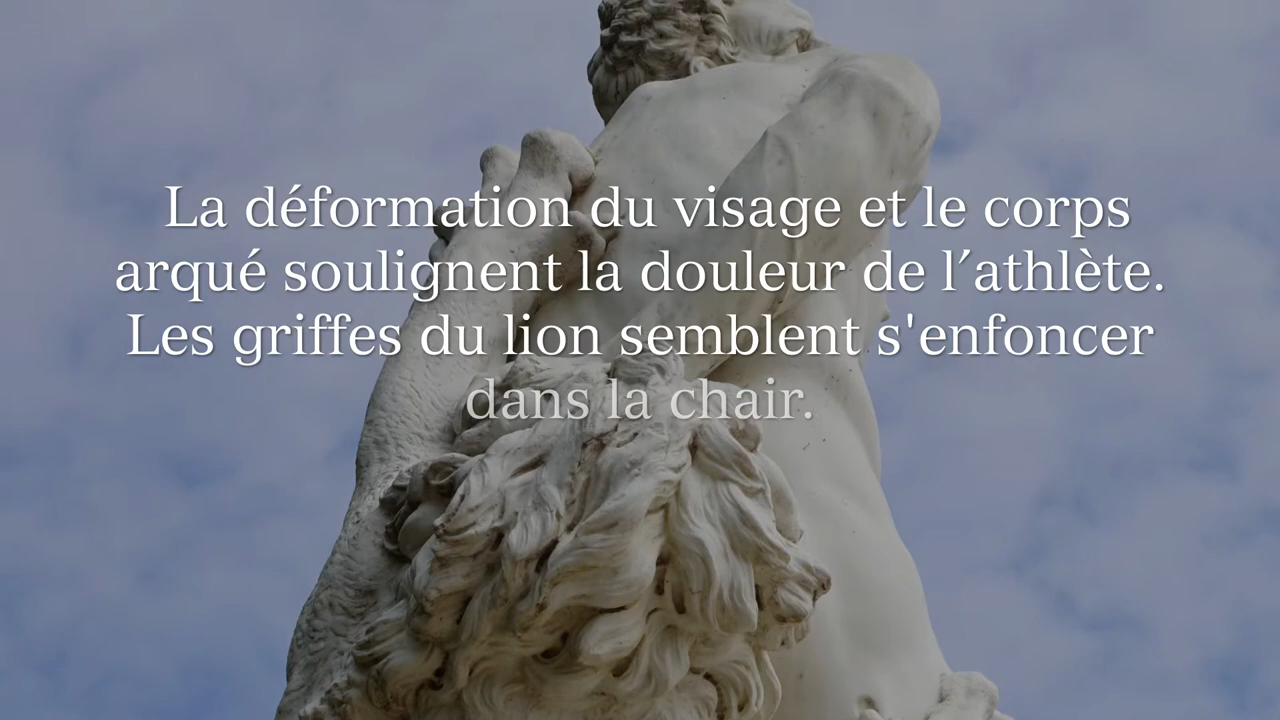 La déformation du visage et le corps
arqué soulignent la douleur de l′athlète.
Les griffes du lion semblent s'enfoncer
dans la chair.